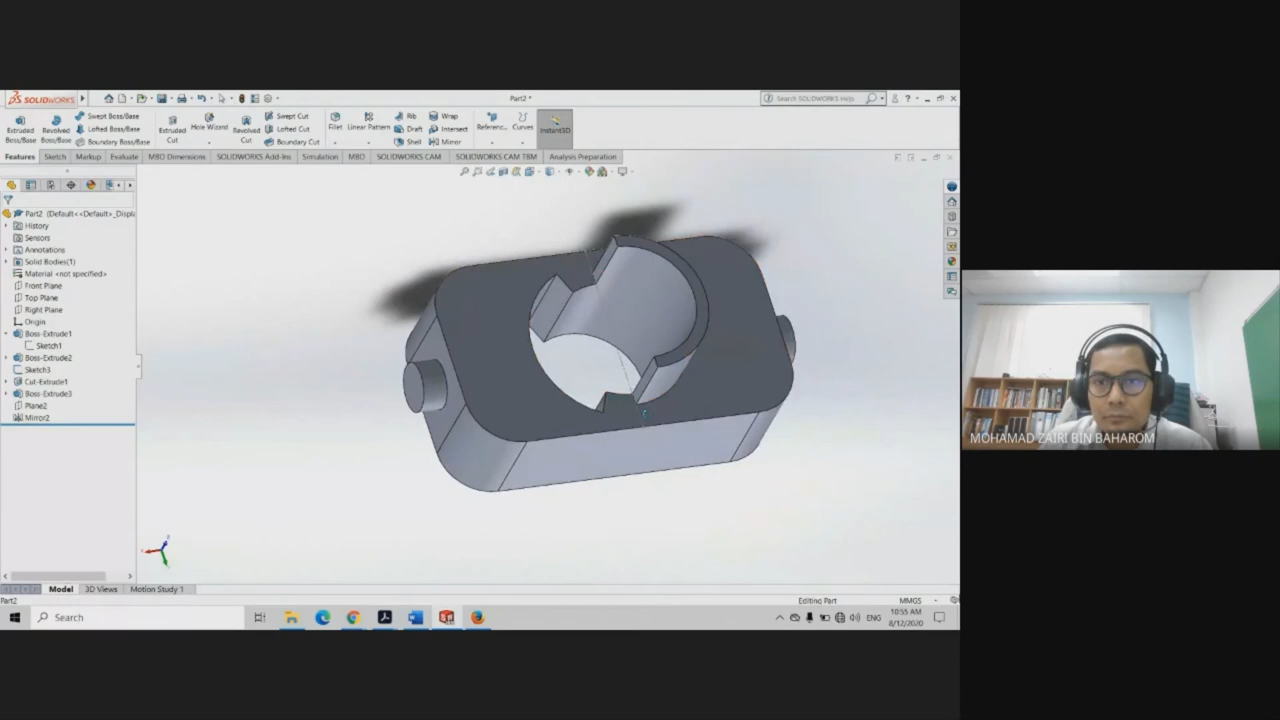 SOLIDWORKS
Part2 *
Search SOLIDWORKS Help
Extruded Boss/Base
Revolved Boss/Base
Swept Boss/Base
Lofted Boss/Base
Boundary Boss/Base
Extruded Cut
Hole Wizard
Revolved Cut
Swept Cut
Lofted Cut
Boundary Cut
Fillet
Linear Pattern
Rib
Draft
Shell
Wrap
Intersect
Mirror
Referenc...
Curves
Instant3D
Features Sketch Markup Evaluate MBD Dimensions SOLIDWORKS Add-Ins Simulation MBD SOLIDWORKS CAM SOLIDWORKS CAM TBM Analysis Preparation
Part2 (Default<<Default>_Displa
History
Sensors
Annotations
Solid Bodies(1)
Material <not specified>
Front Plane
Top Plane
Right Plane
Origin
Boss-Extrude1
Sketch1
Boss-Extrude2
Sketch3
Cut-Extrude1
Boss-Extrude3
Plane2
Mirror2
MOHAMAD ZAIRI BIN BAHAROM
Model 3D Views Motion Study 1
Part2 Editing Part MMGS
Search
ENG
10:55 AM
8/12/2020